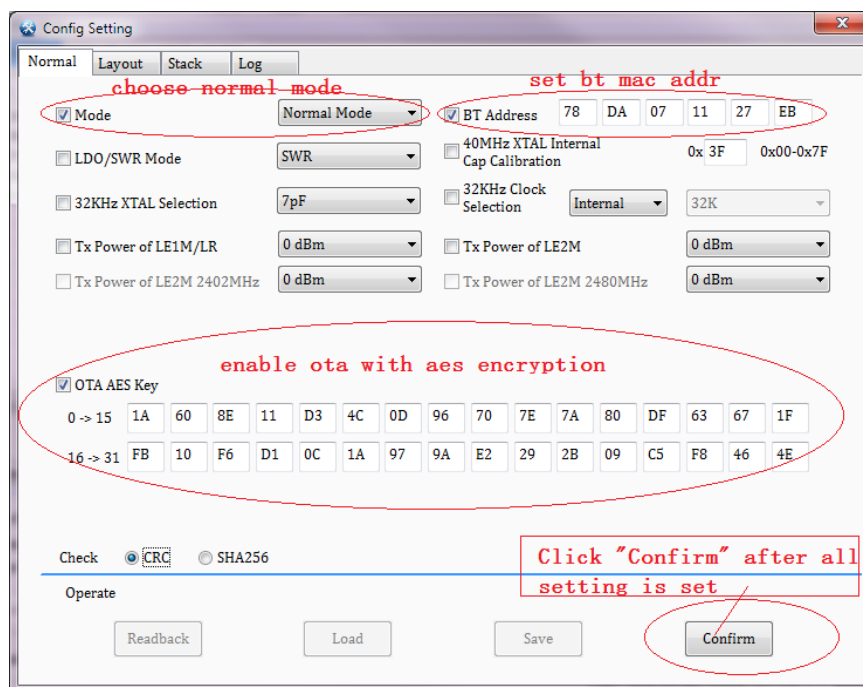 Config Setting
Normal Layout Stack Log
choose normal mode
set bt mac addr
Mode Normal Mode BT Address 78 DA 07 11 27 EB
LDO/SWR Mode SWR 40MHz XTAL Internal Cap Calibration 0x 3F 0x00-0x7F
32KHz XTAL Selection 7pF 32KHz Clock Selection Internal 32K
Tx Power of LE1M/LR 0 dBm Tx Power of LE2M 0 dBm
Tx Power of LE2M 2402MHz 0 dBm Tx Power of LE2M 2480MHz 0 dBm
enable ota with aes encryption
OTA AES Key
0 -> 15 1A 60 8E 11 D3 4C 0D 96 70 7E 7A 80 DF 63 67 1F
16 -> 31 FB 10 F6 D1 0C 1A 97 9A E2 29 2B 09 C5 F8 46 4E
Check CRC SHA256
Click "Confirm" after all
setting is set
Operate
Readback Load Save Confirm